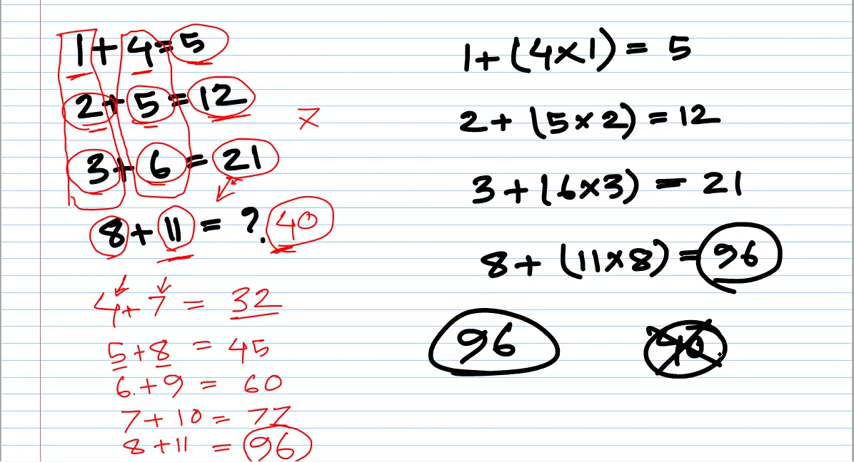 1 + 4 = 5
2 + 5 = 12
3 + 6 = 21
8 + 11 = ? 40
4 + 7 = 32
5 + 8 = 45
6 + 9 = 60
7 + 10 = 77
8 + 11 = 96
1 + (4 × 1) = 5
2 + (5 × 2) = 12
3 + (6 × 3) = 21
8 + (11 × 8) = 96
96
40